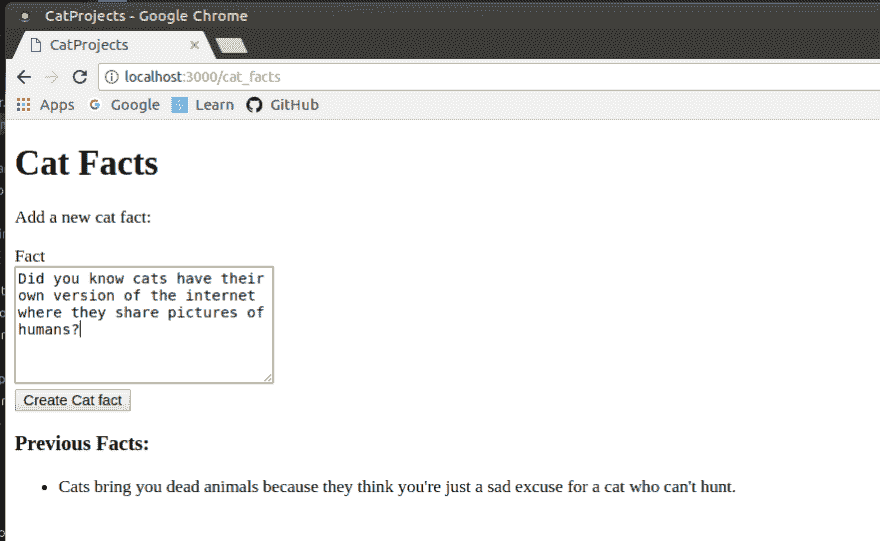 CatProjects - Google Chrome
CatProjects
localhost:3000/cat_facts
Apps Google Learn GitHub
Cat Facts
Add a new cat fact:
Fact
Did you know cats have their
own version of the internet
where they share pictures of
humans?
Create Cat fact
Previous Facts:
Cats bring you dead animals because they think you're just a sad excuse for a cat who can't hunt.